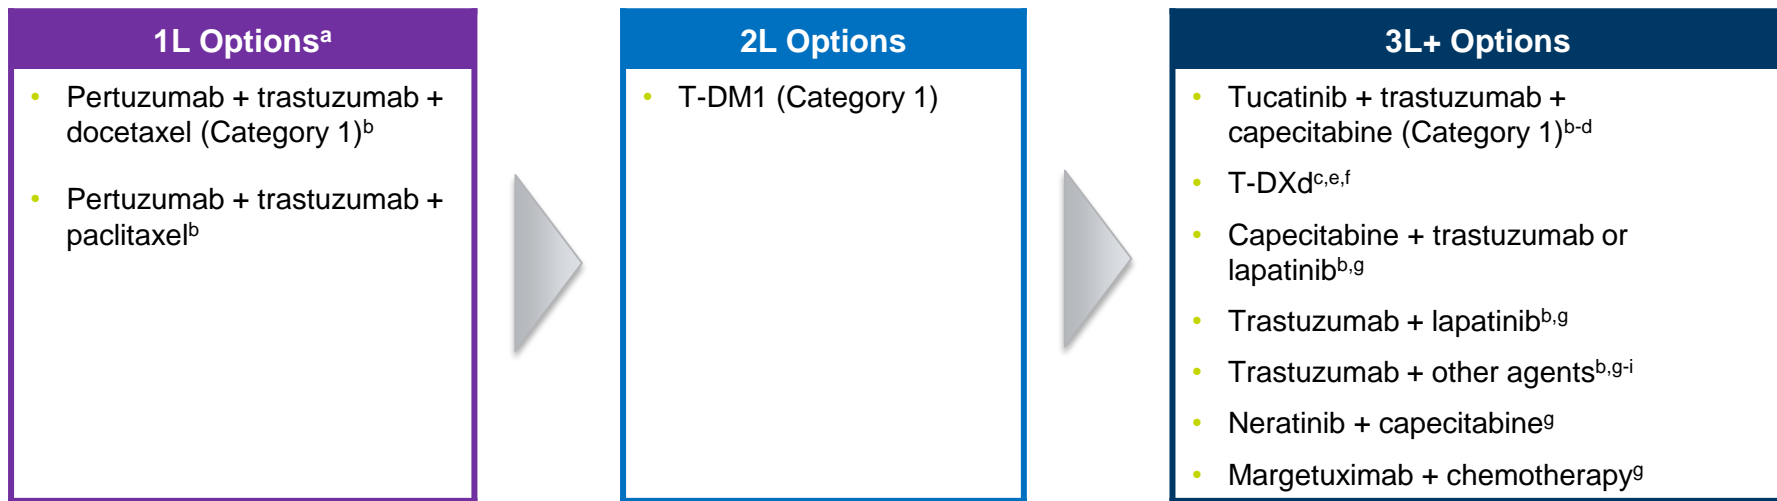 1L Optionsᵃ
• Pertuzumab + trastuzumab +
docetaxel (Category 1)ᵇ
• Pertuzumab + trastuzumab +
paclitaxelᵇ
2L Options
• T-DM1 (Category 1)
3L+ Options
• Tucatinib + trastuzumab +
capecitabine (Category 1)ᵇ⁻ᵈ
• T-DXdᶜ,ᵉ,ᶠ
• Capecitabine + trastuzumab or
lapatinibᵇ,ᵍ
• Trastuzumab + lapatinibᵇ,ᵍ
• Trastuzumab + other agentsᵇ,ᵍ⁻ⁱ
• Neratinib + capecitabineᵍ
• Margetuximab + chemotherapyᵍ